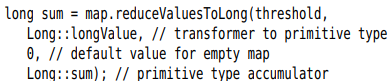 long sum = map.reduceValuesToLong(threshold,
Long::longValue, // transformer to primitive type
0, // default value for empty map
Long::sum); // primitive type accumulator